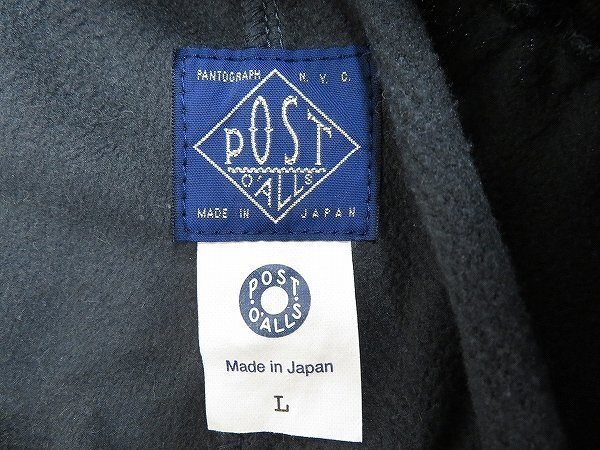 PANTOGRAPH N.Y.C.
POST
O'ALLS
MADE IN JAPAN
POST
O'ALLS
Made in Japan
L